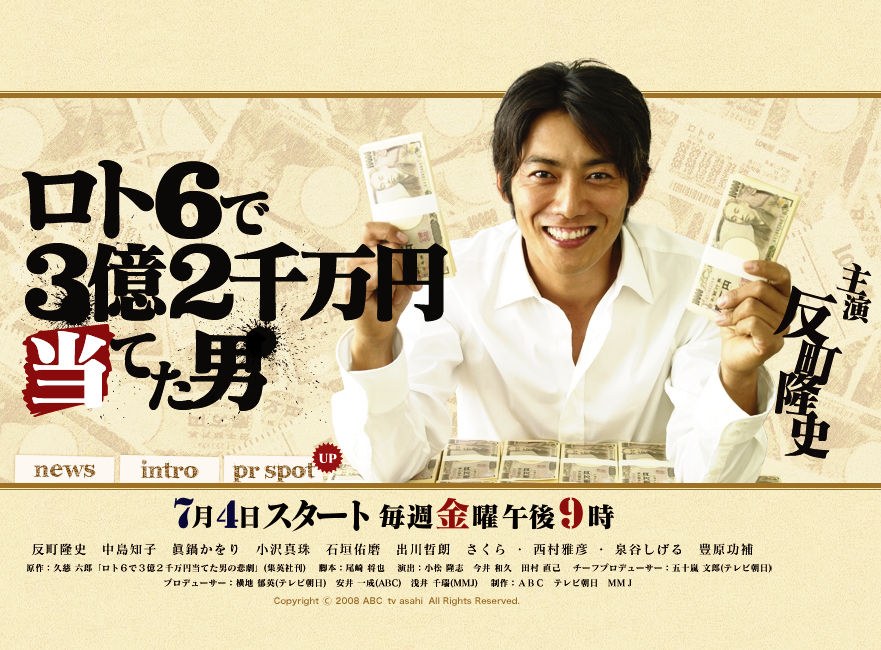 ロト6で
3億2千万円
当てた男
主演
反町隆史
news
intro
pr spot
UP
7月4日スタート 毎週金曜午後9時
反町隆史 中島知子 眞鍋かをり 小沢真珠 石垣佑磨 出川哲朗 さくら ・ 西村雅彦 ・ 泉谷しげる 豊原功補
原作：久慈 六郎「ロト６で３億２千万円当てた男の悲劇」(集英社刊) 脚本：尾崎 将也 演出：小松 隆志 今井 和久 田村 直己 チーフプロデューサー：五十嵐 文郎(テレビ朝日)
プロデューサー：横地 郁英(テレビ朝日) 安井 一成(ABC) 浅井 千瑞(MMJ) 制作：ＡＢＣ テレビ朝日 ＭＭＪ
Copyright © 2008 ABC tv asahi All Rights Reserved.